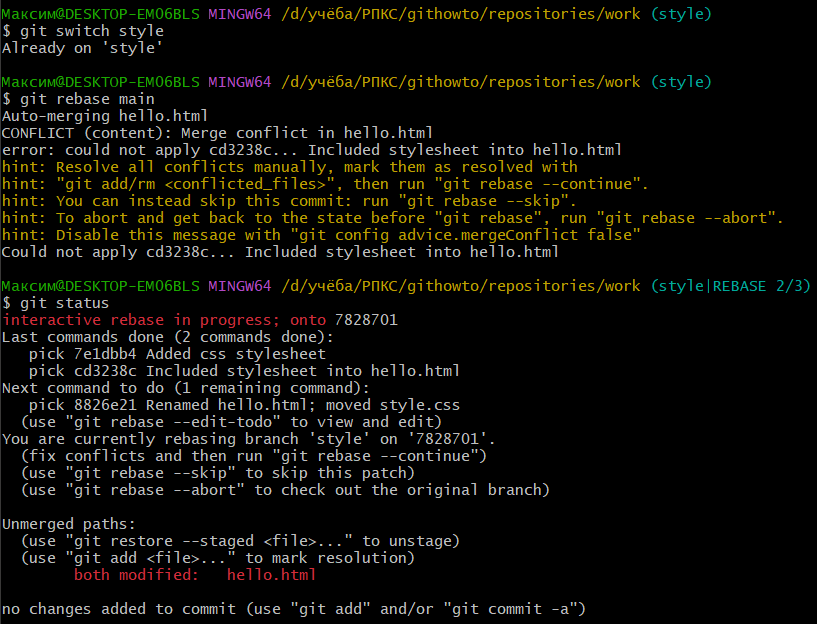 Максим@DESKTOP-EMO6BLS MINGW64 /d/учёба/РПКС/githowto/repositories/work (style)
$ git switch style
Already on 'style'
Максим@DESKTOP-EMO6BLS MINGW64 /d/учёба/РПКС/githowto/repositories/work (style)
$ git rebase main
Auto-merging hello.html
CONFLICT (content): Merge conflict in hello.html
error: could not apply cd3238c... Included stylesheet into hello.html
hint: Resolve all conflicts manually, mark them as resolved with
hint: "git add/rm <conflicted_files>", then run "git rebase --continue".
hint: You can instead skip this commit: run "git rebase --skip".
hint: To abort and get back to the state before "git rebase", run "git rebase --abort".
hint: Disable this message with "git config advice.mergeConflict false"
Could not apply cd3238c... Included stylesheet into hello.html
Максим@DESKTOP-EMO6BLS MINGW64 /d/учёба/РПКС/githowto/repositories/work (style|REBASE 2/3)
$ git status
interactive rebase in progress; onto 7828701
Last commands done (2 commands done):
   pick 7e1dbb4 Added css stylesheet
   pick cd3238c Included stylesheet into hello.html
Next command to do (1 remaining command):
   pick 8826e21 Renamed hello.html; moved style.css
  (use "git rebase --edit-todo" to view and edit)
You are currently rebasing branch 'style' on '7828701'.
  (fix conflicts and then run "git rebase --continue")
  (use "git rebase --skip" to skip this patch)
  (use "git rebase --abort" to check out the original branch)
Unmerged paths:
  (use "git restore --staged <file>..." to unstage)
  (use "git add <file>..." to mark resolution)
        both modified:   hello.html
no changes added to commit (use "git add" and/or "git commit -a")